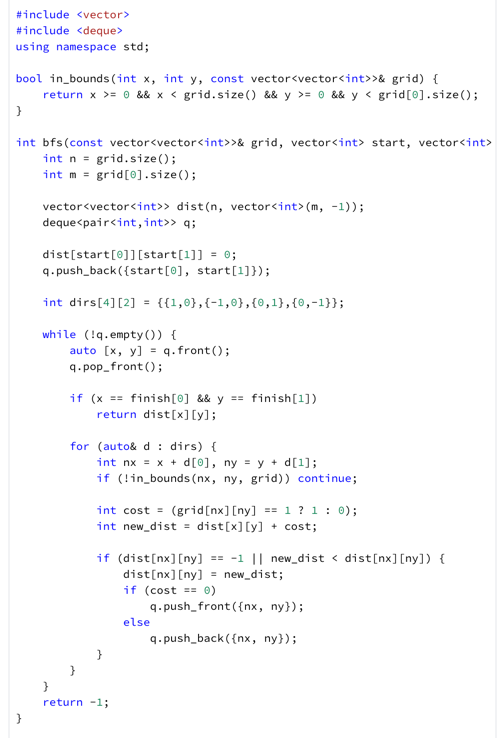 #include <vector>
#include <deque>
using namespace std;

bool in_bounds(int x, int y, const vector<vector<int>>& grid) {
    return x >= 0 && x < grid.size() && y >= 0 && y < grid[0].size();
}

int bfs(const vector<vector<int>>& grid, vector<int> start, vector<int>
    int n = grid.size();
    int m = grid[0].size();

    vector<vector<int>> dist(n, vector<int>(m, -1));
    deque<pair<int,int>> q;

    dist[start[0]][start[1]] = 0;
    q.push_back({start[0], start[1]});

    int dirs[4][2] = {{1,0},{-1,0},{0,1},{0,-1}};

    while (!q.empty()) {
        auto [x, y] = q.front();
        q.pop_front();

        if (x == finish[0] && y == finish[1])
            return dist[x][y];

        for (auto& d : dirs) {
            int nx = x + d[0], ny = y + d[1];
            if (!in_bounds(nx, ny, grid)) continue;

            int cost = (grid[nx][ny] == 1 ? 1 : 0);
            int new_dist = dist[x][y] + cost;

            if (dist[nx][ny] == -1 || new_dist < dist[nx][ny]) {
                dist[nx][ny] = new_dist;
                if (cost == 0)
                    q.push_front({nx, ny});
                else
                    q.push_back({nx, ny});
            }
        }
    }
    return -1;
}